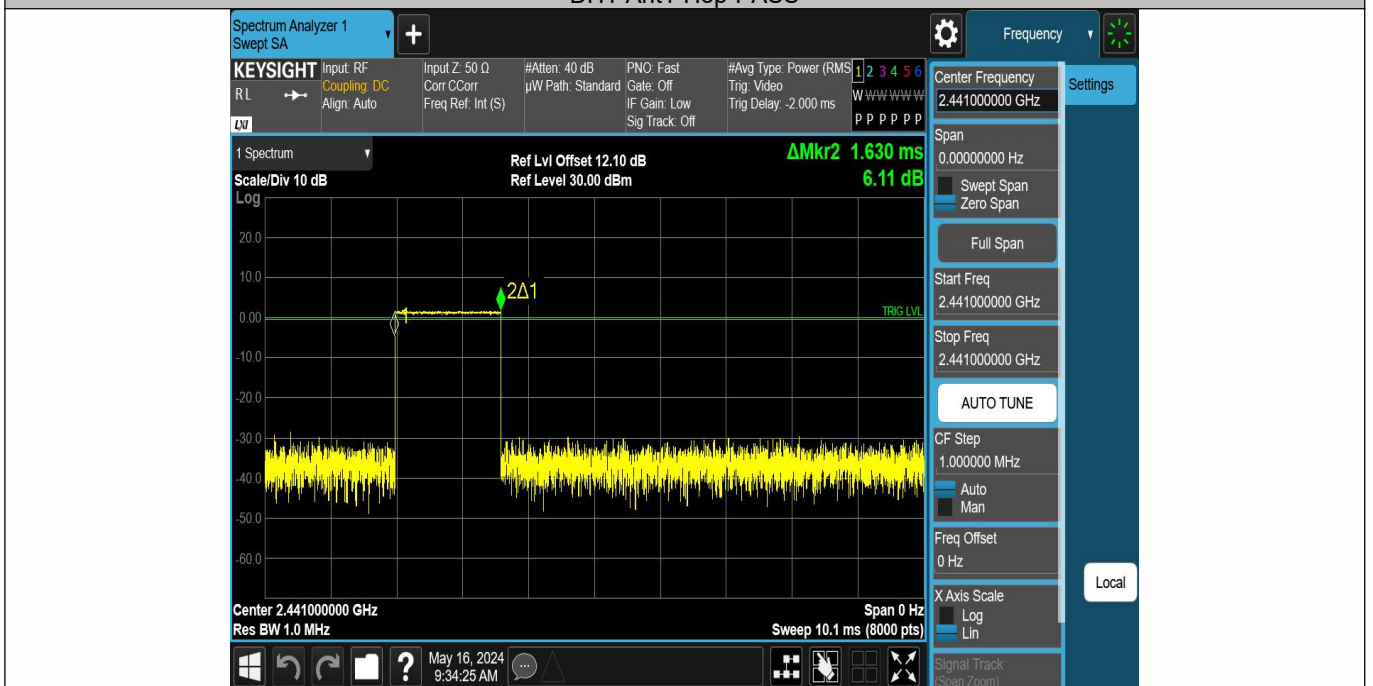 Spectrum Analyzer 1
Swept SA
+
Frequency
KEYSIGHT
RL
LXI
Input: RF
Coupling: DC
Align: Auto
Input Z: 50 Ω
Corr CCorr
Freq Ref: Int (S)
#Atten: 40 dB
µW Path: Standard
PNO: Fast
Gate: Off
IF Gain: Low
Sig Track: Off
#Avg Type: Power (RMS
Trig: Video
Trig Delay: -2.000 ms
1 2 3 4 5 6
W W W W W W
P P P P P P
Center Frequency
2.441000000 GHz
Settings
1 Spectrum
Scale/Div 10 dB
Log
Ref Lvl Offset 12.10 dB
Ref Level 30.00 dBm
ΔMkr2 1.630 ms
6.11 dB
Span
0.00000000 Hz
Swept Span
Zero Span
Full Span
Start Freq
2.441000000 GHz
Stop Freq
2.441000000 GHz
AUTO TUNE
CF Step
1.000000 MHz
Auto
Man
Freq Offset
0 Hz
X Axis Scale
Log
Lin
Signal Track
(Span Zoom)
Local
20.0
10.0
0.00
-10.0
-20.0
-30.0
-40.0
-50.0
-60.0
2Δ1
1
TRIG LVL
Center 2.441000000 GHz
Res BW 1.0 MHz
Span 0 Hz
Sweep 10.1 ms (8000 pts)
?
May 16, 2024
9:34:25 AM